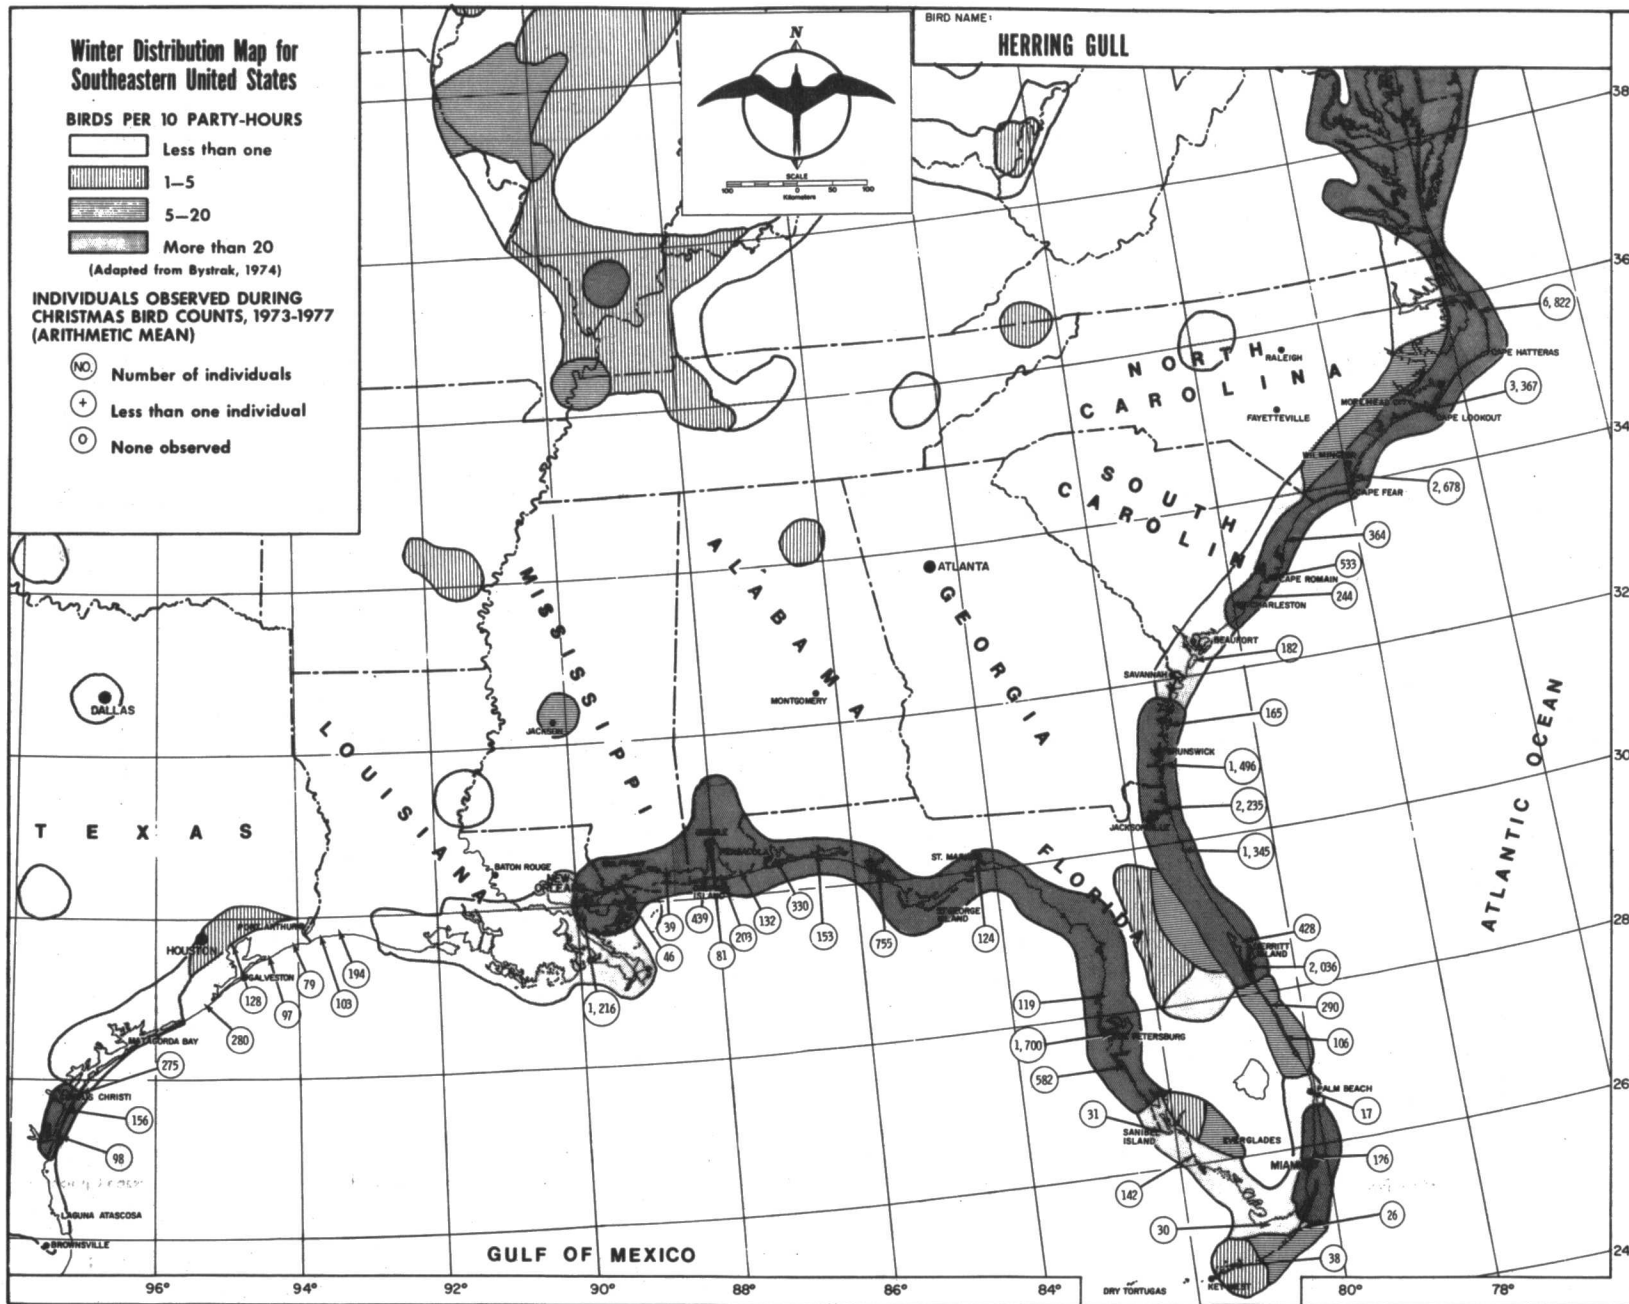 Winter Distribution Map for
Southeastern United States
BIRDS PER 10 PARTY-HOURS
Less than one
1—5
5—20
More than 20
(Adapted from Bystrak, 1974)
INDIVIDUALS OBSERVED DURING
CHRISTMAS BIRD COUNTS, 1973-1977
(ARITHMETIC MEAN)
NO. Number of individuals
+ Less than one individual
O None observed
N
SCALE
100 0 50 100
Kilometers
BIRD NAME:
HERRING GULL
38
36
34
32
30
28
26
24
6,822
CAPE HATTERAS
3,367
CAPE LOOKOUT
MOREHEAD CITY
NORTH
CAROLINA
RALEIGH
FAYETTEVILLE
WILMINGTON
CAPE FEAR
2,678
SOUTH
CAROLIN
364
533
CAPE ROMAIN
244
CHARLESTON
BEAUFORT
182
SAVANNAH
165
BRUNSWICK
1,496
2,235
JACKSONVILLE
1,345
ATLANTIC OCEAN
ATLANTA
GEORGIA
ALABAMA
MONTGOMERY
MISSISSIPPI
JACKSON
LOUISIANA
BATON ROUGE
NEW
ORLEANS
DALLAS
TEXAS
HOUSTON
PORT ARTHUR
GALVESTON
128
97
79
103
194
280
MATAGORDA BAY
275
CORPUS CHRISTI
156
98
LAGUNA ATASCOSA
BROWNSVILLE
1,216
46
39
439
81
203
132
330
153
755
124
GULFPORT
MOBILE
PENSACOLA
ISLAND
ST. MARKS
ST. GEORGE
ISLAND
FLORIDA
428
MERRITT
ISLAND
2,036
290
106
PALM BEACH
17
119
1,700
PETERSBURG
582
31
SANIBEL
ISLAND
EVERGLADES
MIAMI
126
142
30
26
38
KEY WEST
DRY TORTUGAS
GULF OF MEXICO
96° 94° 92° 90° 88° 86° 84° 80° 78°